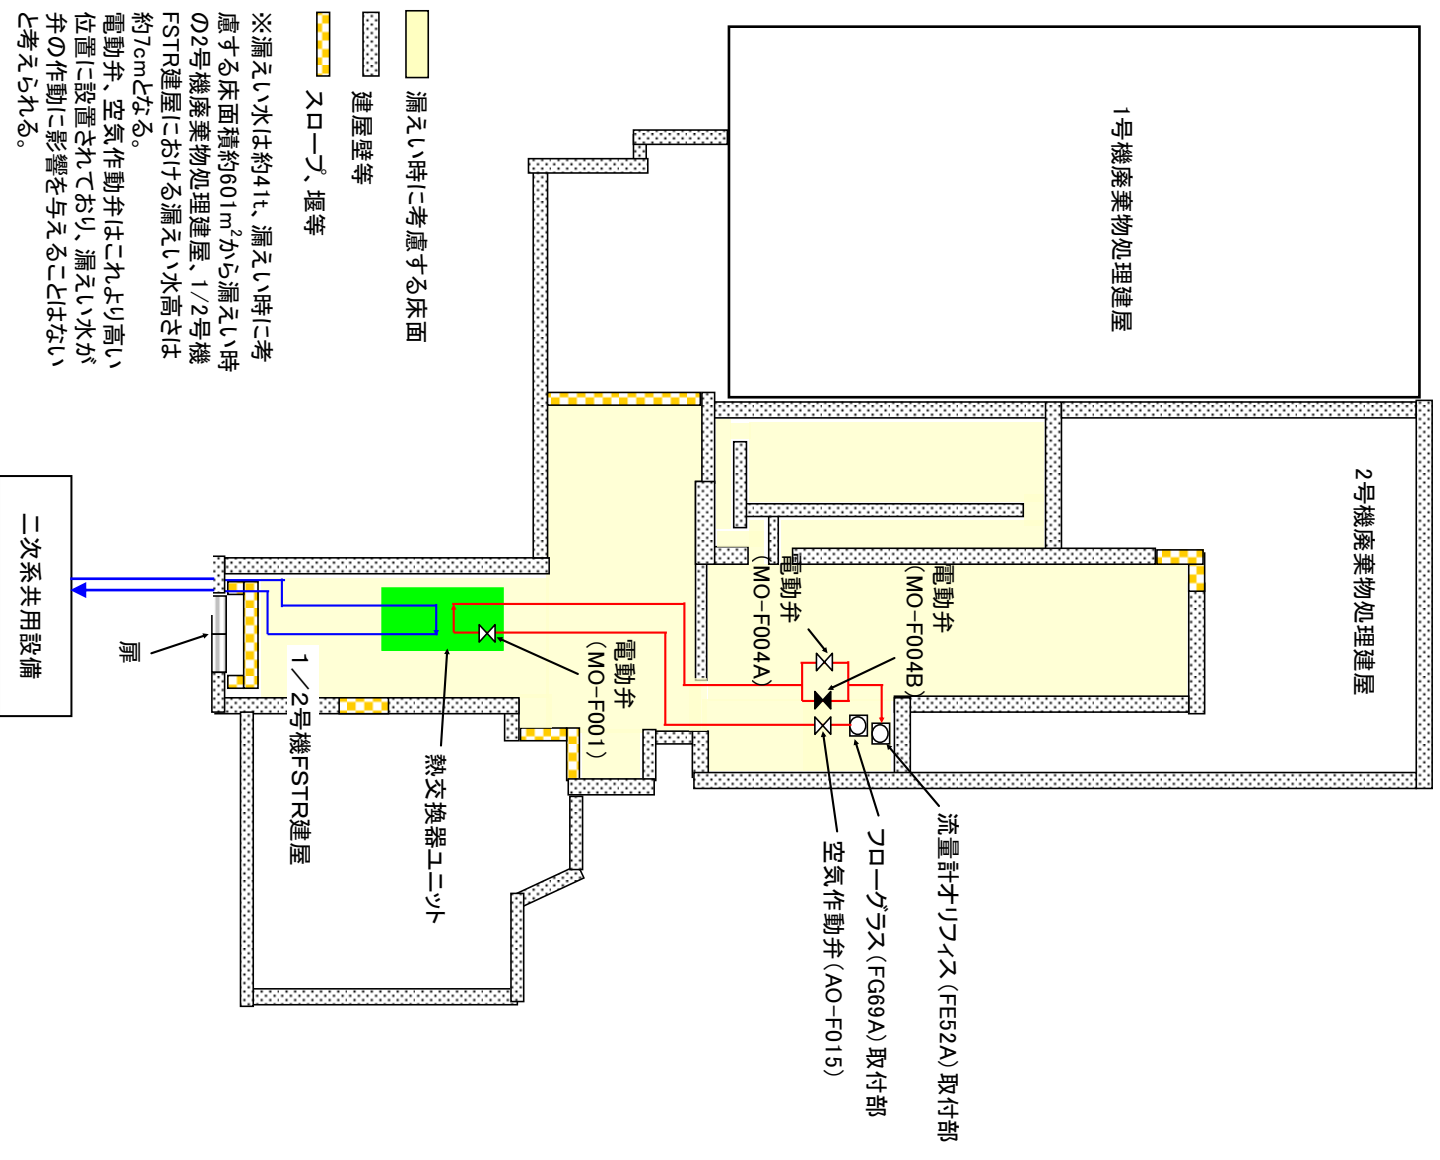 1号機廃棄物処理建屋
2号機廃棄物処理建屋
漏えい時に考慮する床面
建屋壁等
スロープ、堰等
※漏えい水は約41t、漏えい時に考
慮する床面積約601m²から漏えい時
の2号機廃棄物処理建屋、1/2号機
FSTR建屋における漏えい水高さは
約7cmとなる。
電動弁、空気作動弁はこれより高い
位置に設置されており、漏えい水が
弁の作動に影響を与えることはない
と考えられる。
電動弁
(MO-F004B)
電動弁
(MO-F004A)
電動弁
(MO-F001)
流量計オリフィス(FE52A)取付部
フローグラス(FG69A)取付部
空気作動弁(AO-F015)
熱交換器ユニット
1/2号機FSTR建屋
扉
二次系共用設備